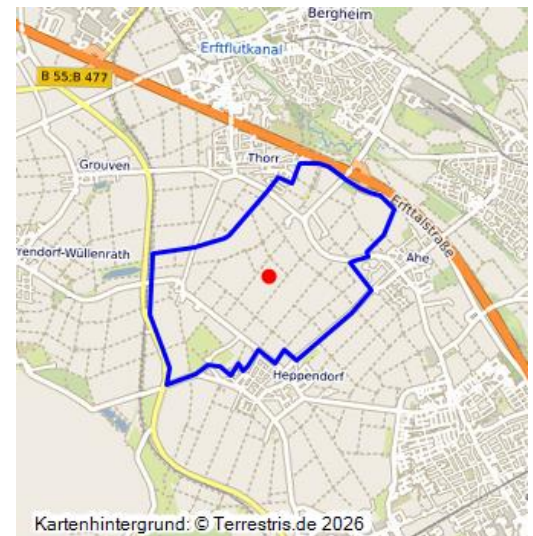 Bergheim
Erftflutkanal
B 55;B 477
Thorr
Grouven
Erfttalstraße
rendorf-Wüllenrath
Ahe
Heppendorf
Kartenhintergrund: © Terrestris.de 2026